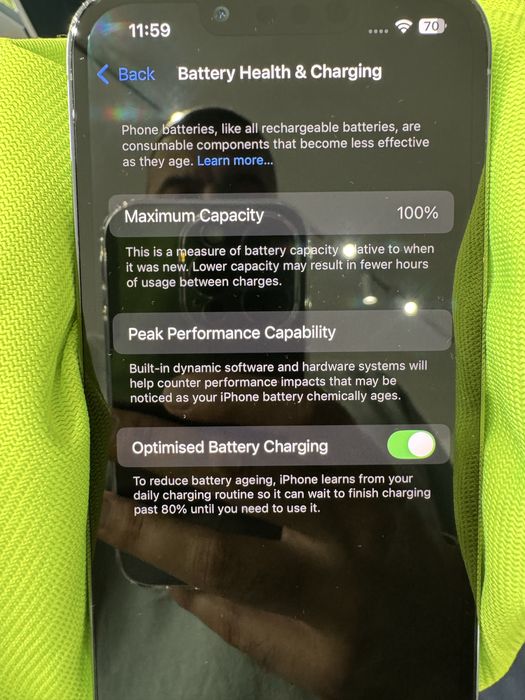 11:59
70
Back
Battery Health & Charging
Phone batteries, like all rechargeable batteries, are
consumable components that become less effective
as they age. Learn more...
Maximum Capacity
100%
This is a measure of battery capacity when
it was new. Lower capacity may result in fewer hours
of usage between charges.
Peak Performance Capability
Built-in dynamic software and hardware systems will
help counter performance impacts that may be
noticed as your iPhone battery chemically ages.
Optimised Battery Charging
To reduce battery ageing, iPhone learns from your
daily charging routine so it can wait to finish charging
past 80% until you need to use it.